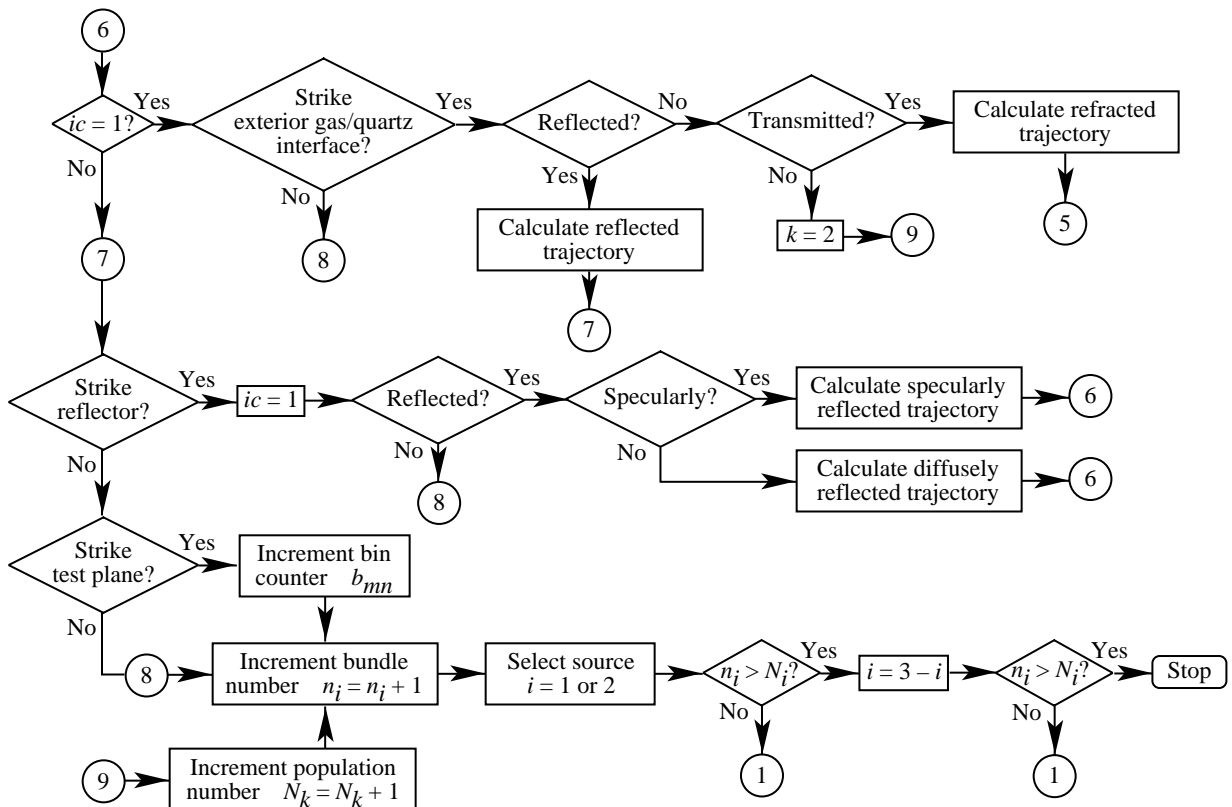 6
ic = 1?
Yes
No
Strike
exterior gas/quartz
interface?
Yes
No
8
Reflected?
No
Yes
Calculate reflected
trajectory
7
Transmitted?
Yes
No
k = 2
9
Calculate refracted
trajectory
5
7
Strike
reflector?
Yes
No
ic = 1
Reflected?
Yes
No
8
Specularly?
Yes
No
Calculate specularly
reflected trajectory
6
Calculate diffusely
reflected trajectory
6
Strike
test plane?
Yes
No
Increment bin
counter b_{mn}
8
Increment bundle
number n_i = n_i + 1
Select source
i = 1 or 2
n_i > N_i?
Yes
No
1
i = 3 – i
n_i > N_i?
Yes
No
1
Stop
9
Increment population
number N_k = N_k + 1